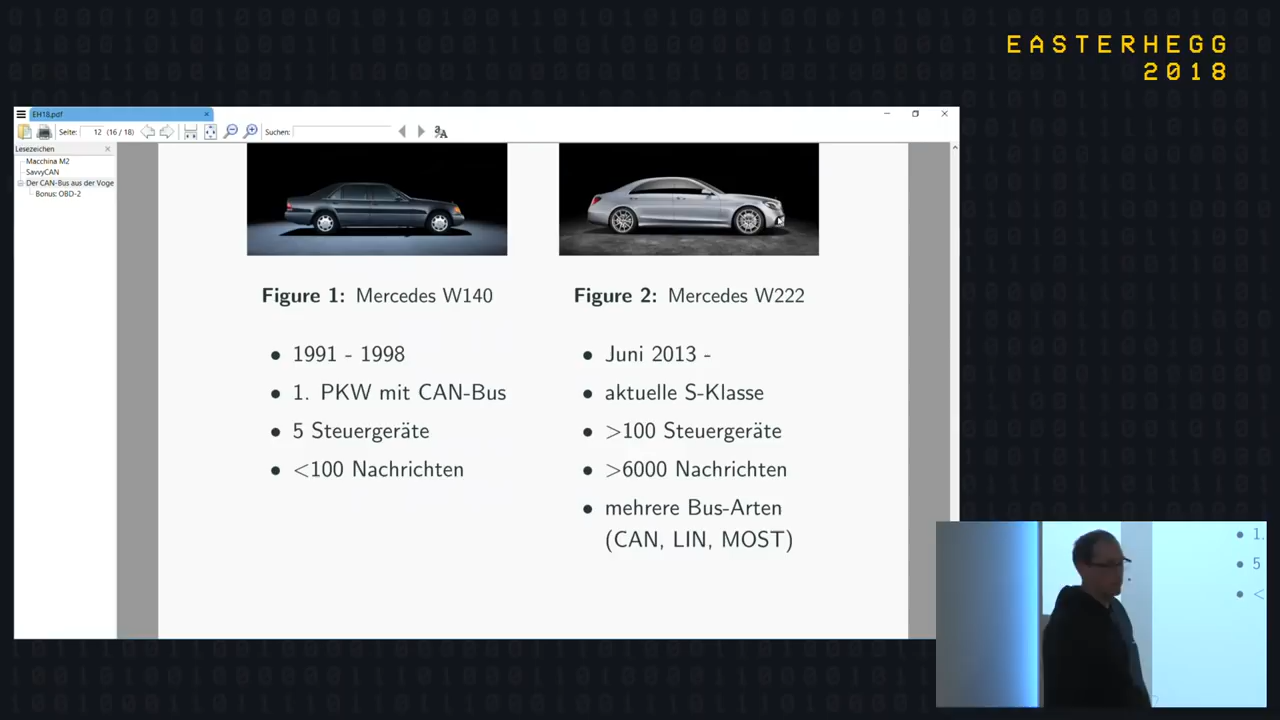 EASTERHEGG
2018
EH18.pdf
Seite: 12 (16 / 18) Suchen:
Lesezeichen
Macchina M2
SavvyCAN
Der CAN-Bus aus der Voge
Bonus: OBD-2
Figure 1: Mercedes W140
• 1991 - 1998
• 1. PKW mit CAN-Bus
• 5 Steuergeräte
• <100 Nachrichten
Figure 2: Mercedes W222
• Juni 2013 -
• aktuelle S-Klasse
• >100 Steuergeräte
• >6000 Nachrichten
• mehrere Bus-Arten
(CAN, LIN, MOST)
• 1.
• 5
• <